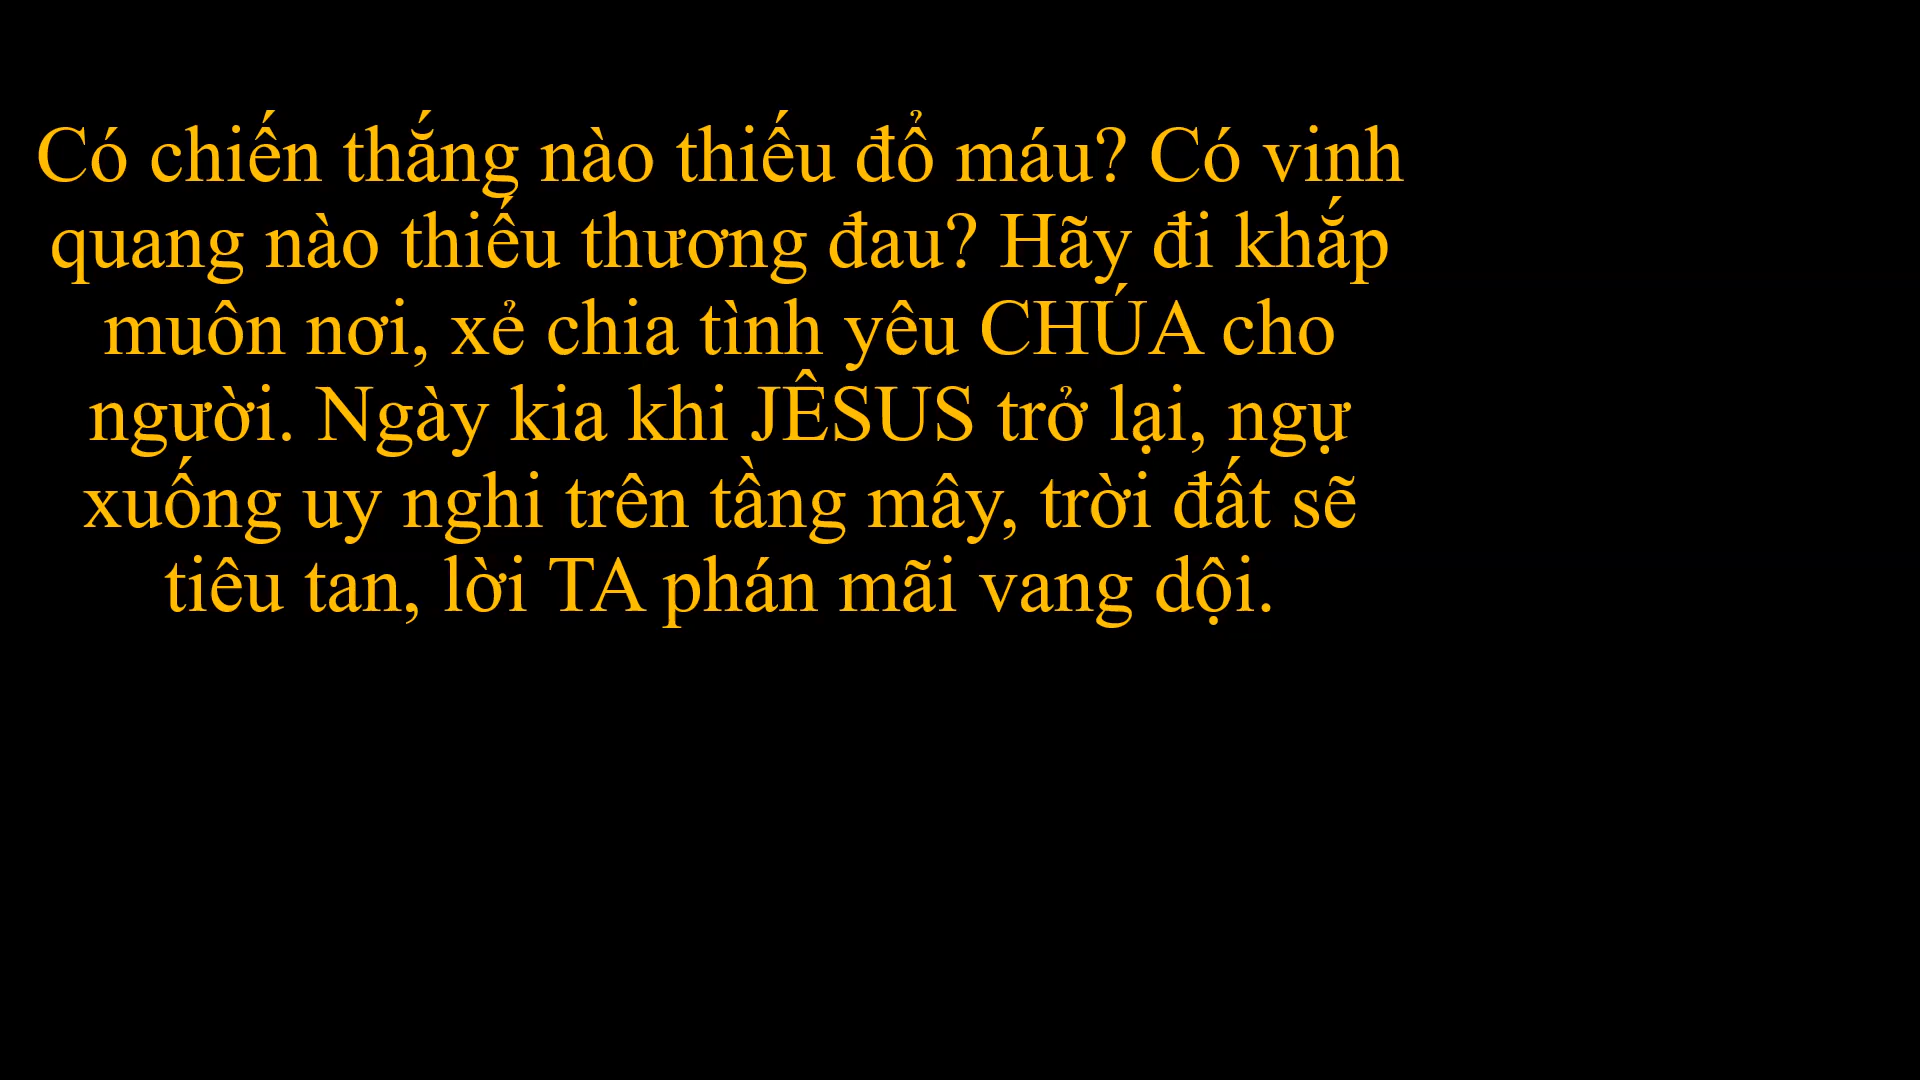 Có chiến thắng nào thiếu đổ máu? Có vinh
quang nào thiếu thương đau? Hãy đi khắp
muôn nơi, xẻ chia tình yêu CHÚA cho
người. Ngày kia khi JÊSUS trở lại, ngự
xuống uy nghi trên tầng mây, trời đất sẽ
tiêu tan, lời TA phán mãi vang dội.